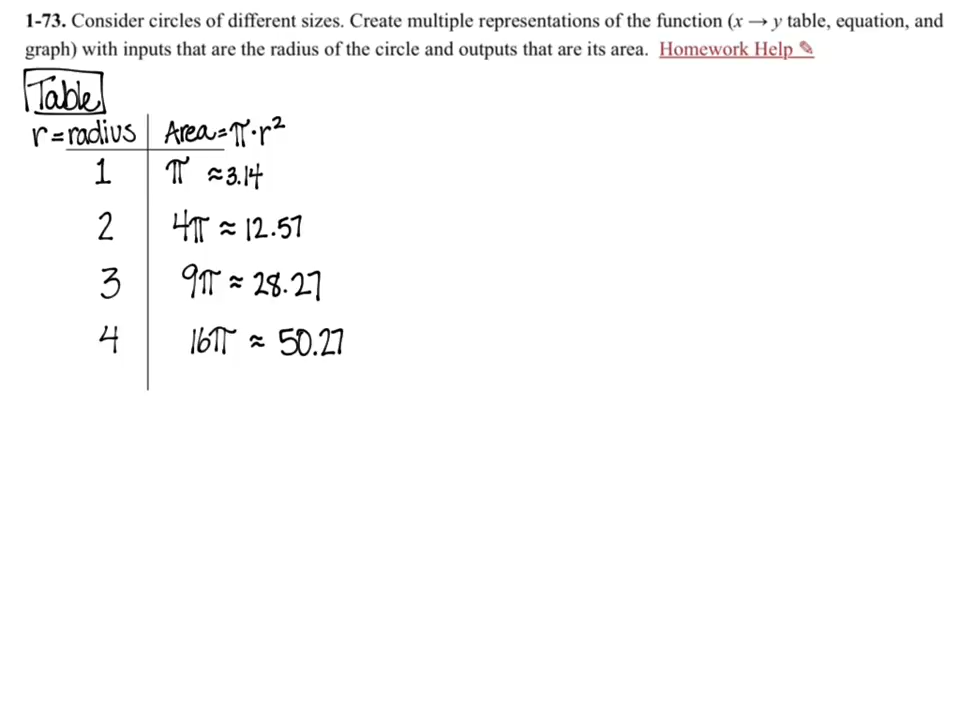 1-73. Consider circles of different sizes. Create multiple representations of the function (x → y table, equation, and
graph) with inputs that are the radius of the circle and outputs that are its area. Homework Help ✎
Table
r = radius Area = π·r²
1 π ≈ 3.14
2 4π ≈ 12.57
3 9π ≈ 28.27
4 16π ≈ 50.27